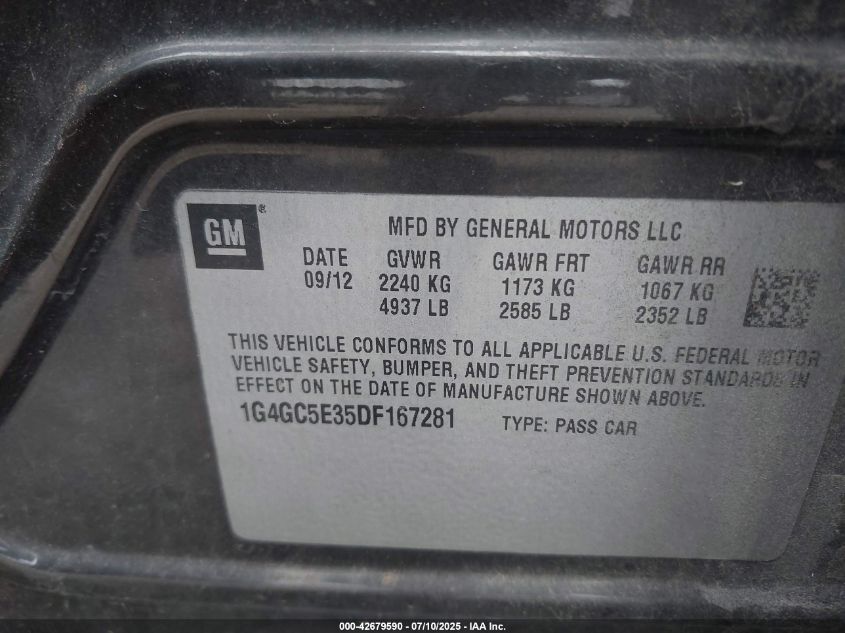 GM ®
MFD BY GENERAL MOTORS LLC
DATE GVWR GAWR FRT GAWR RR
09/12 2240 KG 1173 KG 1067 KG
4937 LB 2585 LB 2352 LB
THIS VEHICLE CONFORMS TO ALL APPLICABLE U.S. FEDERAL MOTOR
VEHICLE SAFETY, BUMPER, AND THEFT PREVENTION STANDARDS IN
EFFECT ON THE DATE OF MANUFACTURE SHOWN ABOVE.
1G4GC5E35DF167281 TYPE: PASS CAR
000-42679590 - 07/10/2025 - IAA Inc.